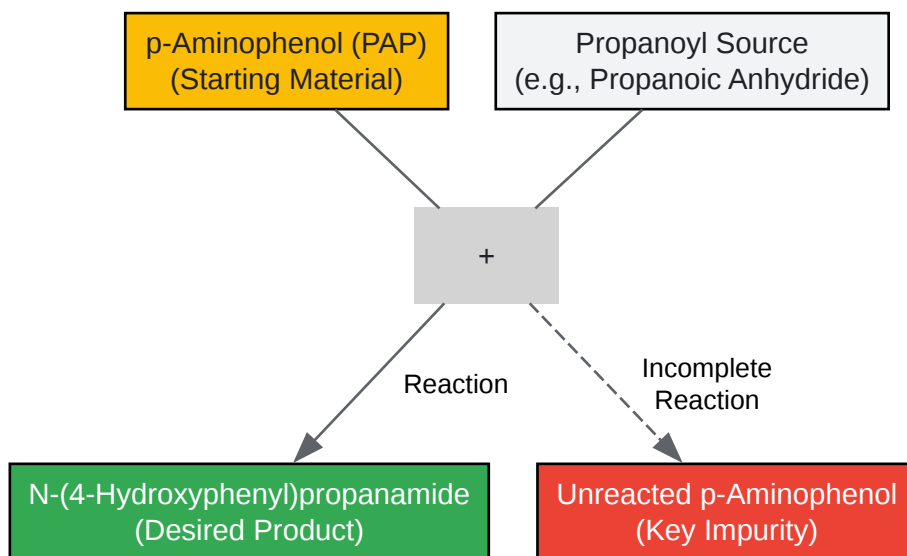 p-Aminophenol (PAP)
(Starting Material)
Propanoyl Source
(e.g., Propanoic Anhydride)
+
Reaction
Incomplete
Reaction
N-(4-Hydroxyphenyl)propanamide
(Desired Product)
Unreacted p-Aminophenol
(Key Impurity)